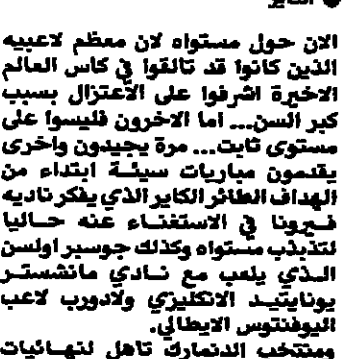 الكاير
الان حول مستواه لان معظم لاعبيه
الذين كانوا قد تالقوا في كاس العالم
الاخيرة اشرفوا على الاعتزال بسبب
كبر السن... اما الاخرون فليسوا على
مستوى ثابت... مرة يجيدون واخرى
يقدمون مباريات سيئة ابتداء من
الهداف الطائر الكاير الذي يفكر ناديه
فيرونا في الاستغناء عنه حاليا
لتذبذب مستواه وكذلك جوسبر اولسن
الذي يلعب مع نادي مانشستر
يونايتيد الانكليزي ولادورب لاعب
اليوفنتوس الايطالي.
ومنتخب الدنمارك تاهل لنهائيات